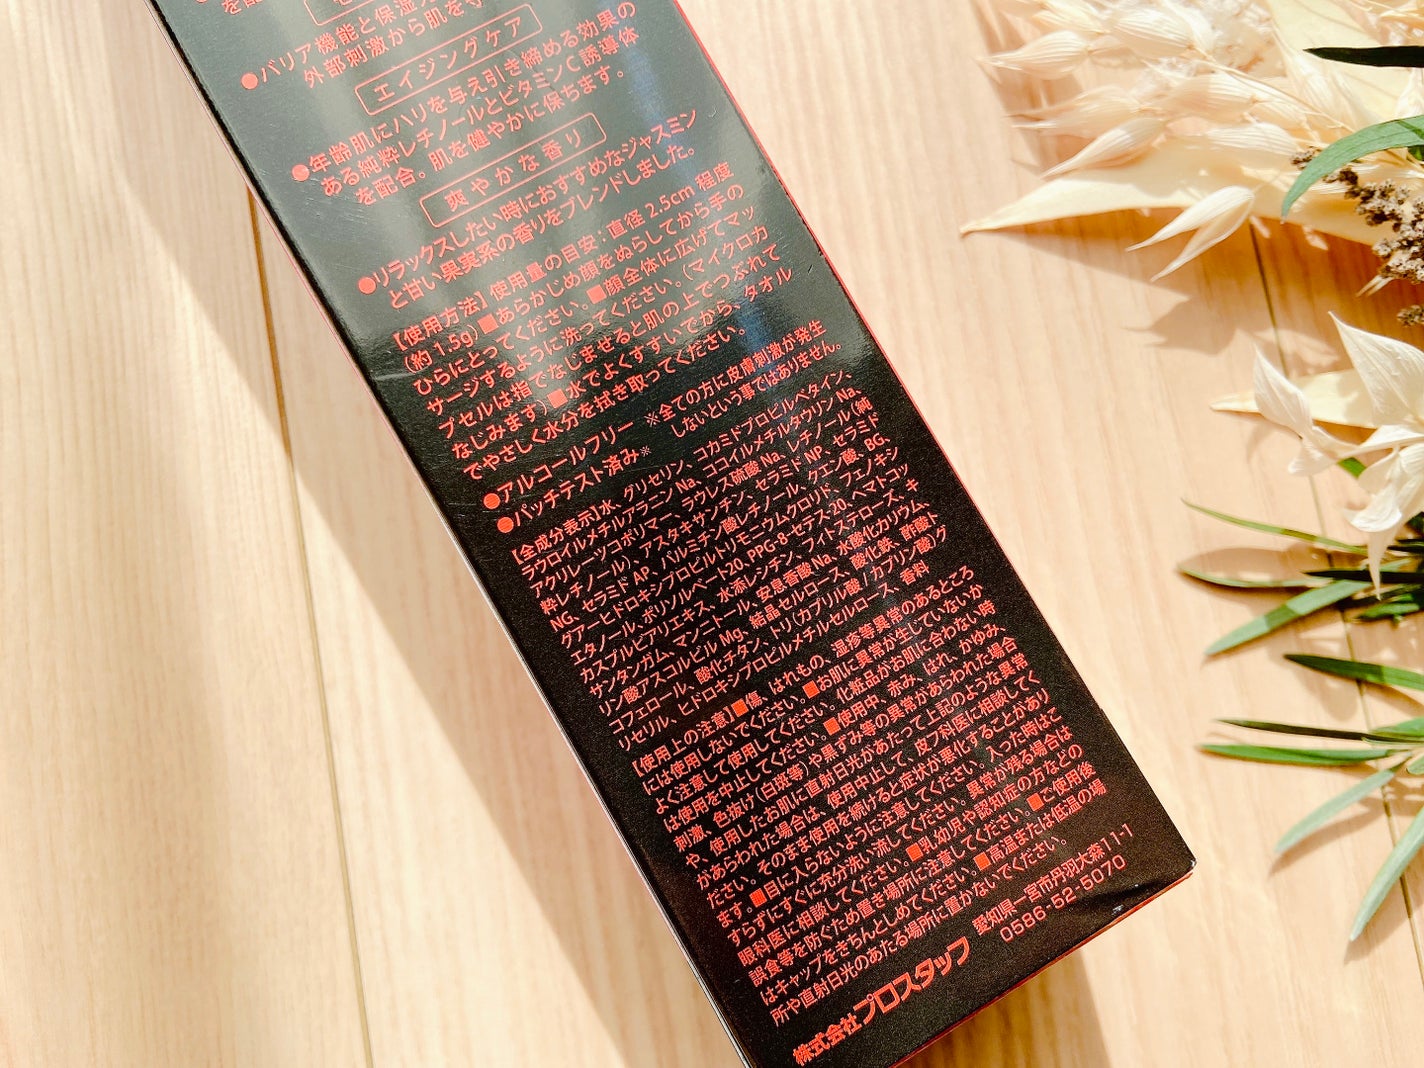 ●バリア機能と保湿
外部刺激から肌を守
エイジングケア
●年齢肌にハリを与え引き締める効果の
ある純粋レチノールとビタミンC誘導体
を配合。肌を健やかに保ちます。
爽やかな香り
●リラックスしたい時におすすめなジャスミン
と甘い果実系の香りをブレンドしました。
【使用方法】使用量の目安:直径 2.5cm 程度
(約 1.5g)■あらかじめ顔をぬらしてから手の
ひらにとってください。■顔全体に広げてマッ
サージするように洗ってください。(マイクロカ
プセルは指でなじませると肌の上でつぶれて
なじみます)■水でよくすすいでから、タオル
でやさしく水分を拭き取ってください。
●アルコールフリー
●パッチテスト済み※
※全ての方に皮膚刺激が発生
しないという事ではありません。
【全成分表示】水、グリセリン、コカミドプロピルベタイン、
ラウロイルメチルアラニン Na、ココイルメチルタウリン Na、
アクリレーツコポリマー、ラウレス硫酸 Na、レチノール(純
粋レチノール)、アスタキサンチン、セラミド NP、セラミド
NG、セラミド AP、パルミチン酸レチノール、クエン酸、BG、
グアーヒドロキシプロピルトリモニウムクロリド、フェノキシ
エタノール、ポリソルベート20、PPG-8-セテス-20、ヘマトコッ
カスプルビアリエキス、水添レシチン、フィトステローズ、キ
サンタンガム、マンニトール、安息香酸 Na、水酸化カリウム、
リン酸アスコルビル Mg、結晶セルロース、酸化鉄、酢酸ト
コフェロール、酸化チタン、トリ(カプリル酸 / カプリン酸)グ
リセリル、ヒドロキシプロピルメチルセルロース、香料
【使用上の注意】■傷、はれもの、湿疹等異常のあるところ
には使用しないでください。■お肌に異常が生じていないか
よく注意して使用してください。化粧品がお肌に合わない時
は使用を中止してください。■使用中、赤み、はれ、かゆみ、
刺激、色抜け(白斑等)や黒ずみ等の異常があらわれた場合
や、使用したお肌に直射日光があたって上記のような異常
があらわれた場合は、使用中止して、皮フ科医に相談してく
ださい。そのまま使用を続けると症状が悪化することがあり
ます。■目に入らないように注意してください。入った時はこ
すらずにすぐに充分洗い流してください。異常が残る場合は
眼科医に相談してください。■乳幼児や認知症の方などの
誤食等を防ぐため置き場所に注意してください。■ご使用後
はキャップをきちんとしめてください。■高温または低温の場
所や直射日光のあたる場所に置かないでください。
株式会社プロスタッフ 愛知県一宮市丹羽大森11-1
0586-52-5070